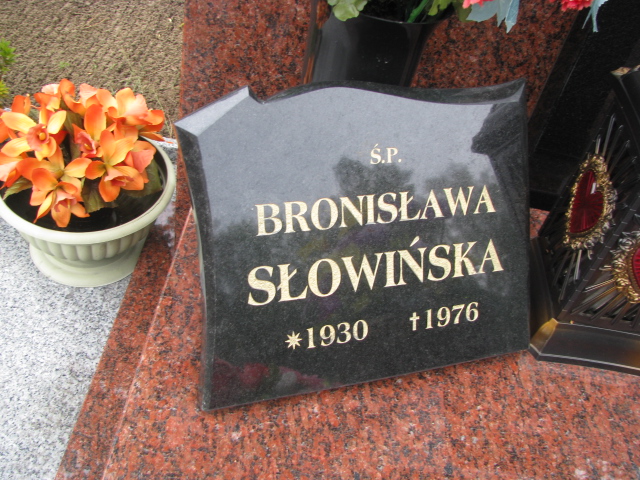 Ś.P.
BRONISŁAWA
SŁOWIŃSKA
*1930 †1976